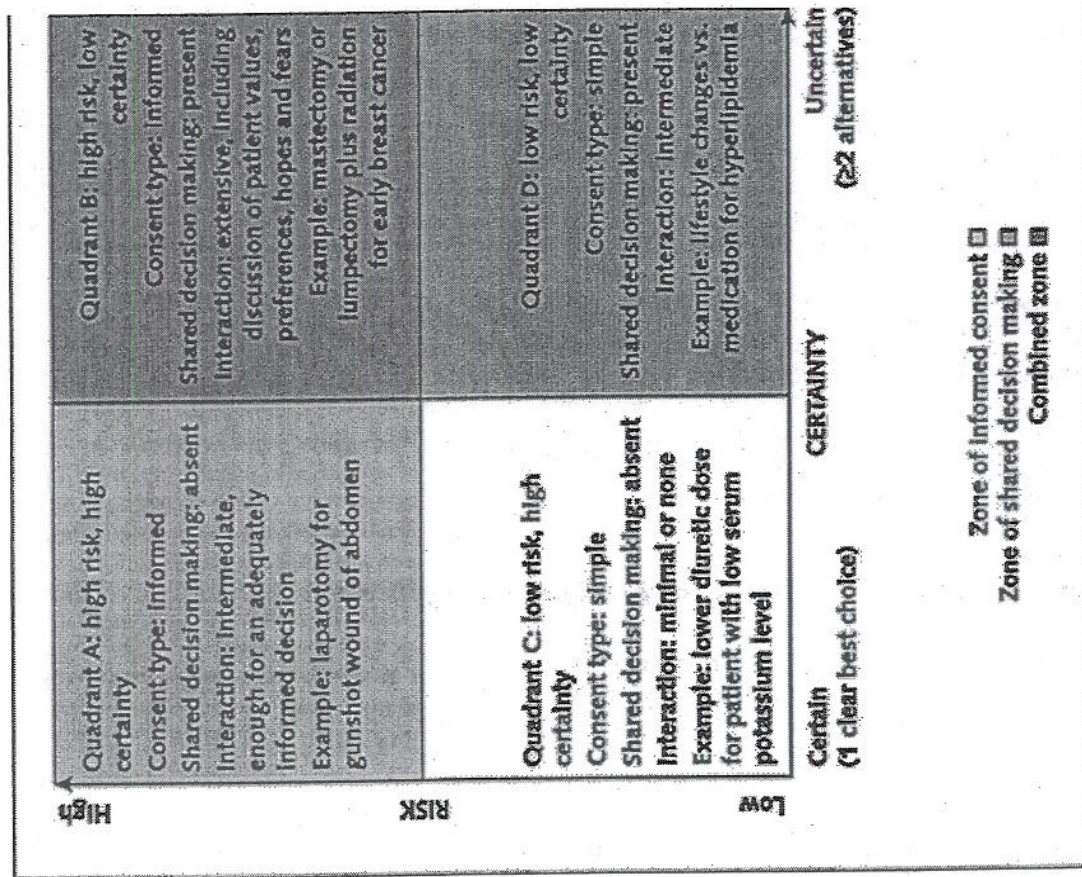 High
RISK
Low
Quadrant A: high risk, high
certainty
Consent type: informed
Shared decision making: absent
Interaction: intermediate,
enough for an adequately
informed decision
Example: laparotomy for
gunshot wound of abdomen
Quadrant B: high risk, low
certainty
Consent type: informed
Shared decision making: present
Interaction: extensive, including
discussion of patient values,
preferences, hopes and fears
Example: mastectomy or
lumpectomy plus radiation
for early breast cancer
Quadrant C: low risk, high
certainty
Consent type: simple
Shared decision making: absent
Interaction: minimal or none
Example: lower diuretic dose
for patient with low serum
potassium level
Quadrant D: low risk, low
certainty
Consent type: simple
Shared decision making: present
Interaction: intermediate
Example: lifestyle changes vs.
medication for hyperlipidemia
Certain
(1 clear best choice)
CERTAINTY
Uncertain
(≥2 alternatives)
Zone of informed consent
Zone of shared decision making
Combined zone